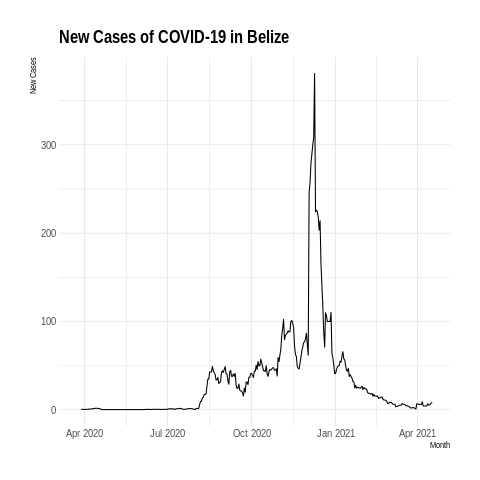 New Cases of COVID-19 in Belize
New Cases
300
200
100
0
Apr 2020 Jul 2020 Oct 2020 Jan 2021 Apr 2021
Month